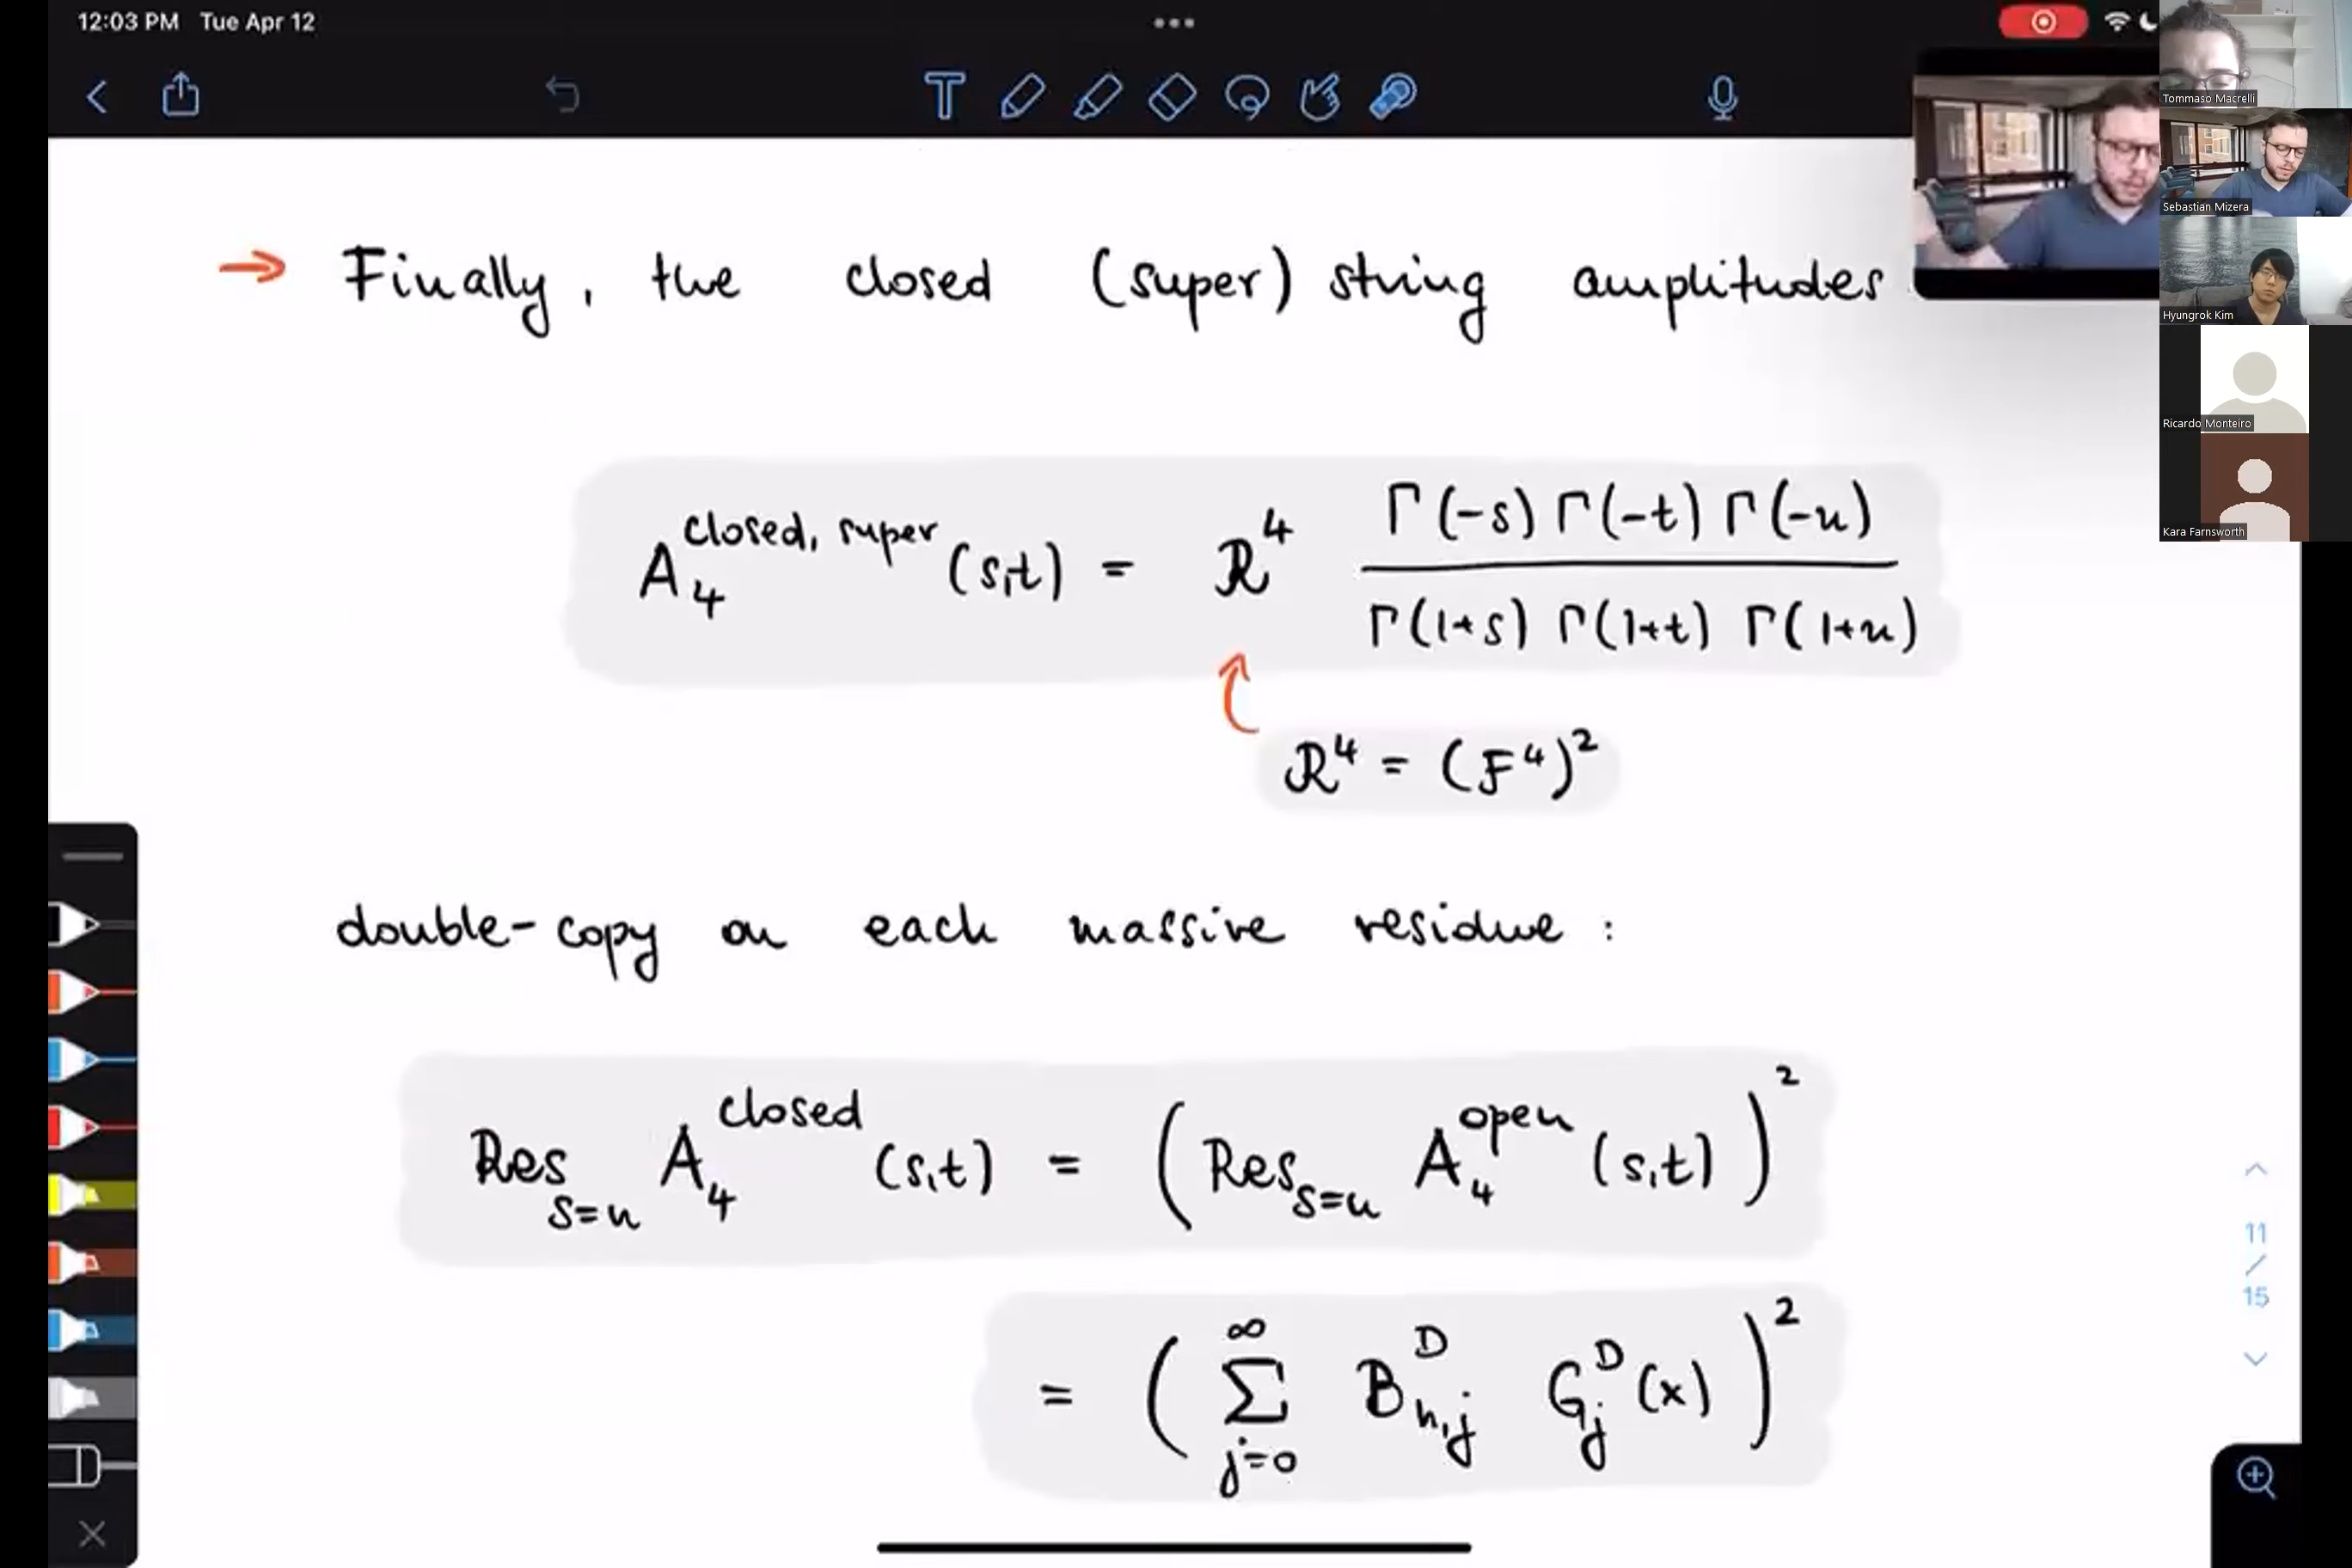 12:03 PM Tue Apr 12
Tommaso Macrelli
Sebastian Mizera
Hyungrok Kim
Ricardo Monteiro
Kara Farnsworth
→ Finally, the closed (super) string amplitudes
A_4^{closed, super} (s,t) = R^4 \frac{Γ(-s) Γ(-t) Γ(-u)}{Γ(1+s) Γ(1+t) Γ(1+u)}
R^4 = (F^4)^2
double-copy on each massive residue :
Res_{s=n} A_4^{closed} (s,t) = ( Res_{s=n} A_4^{open} (s,t) )^2
= ( \sum_{j=0}^{∞} B_{n,j}^D G_j^D (x) )^2
11
/
15